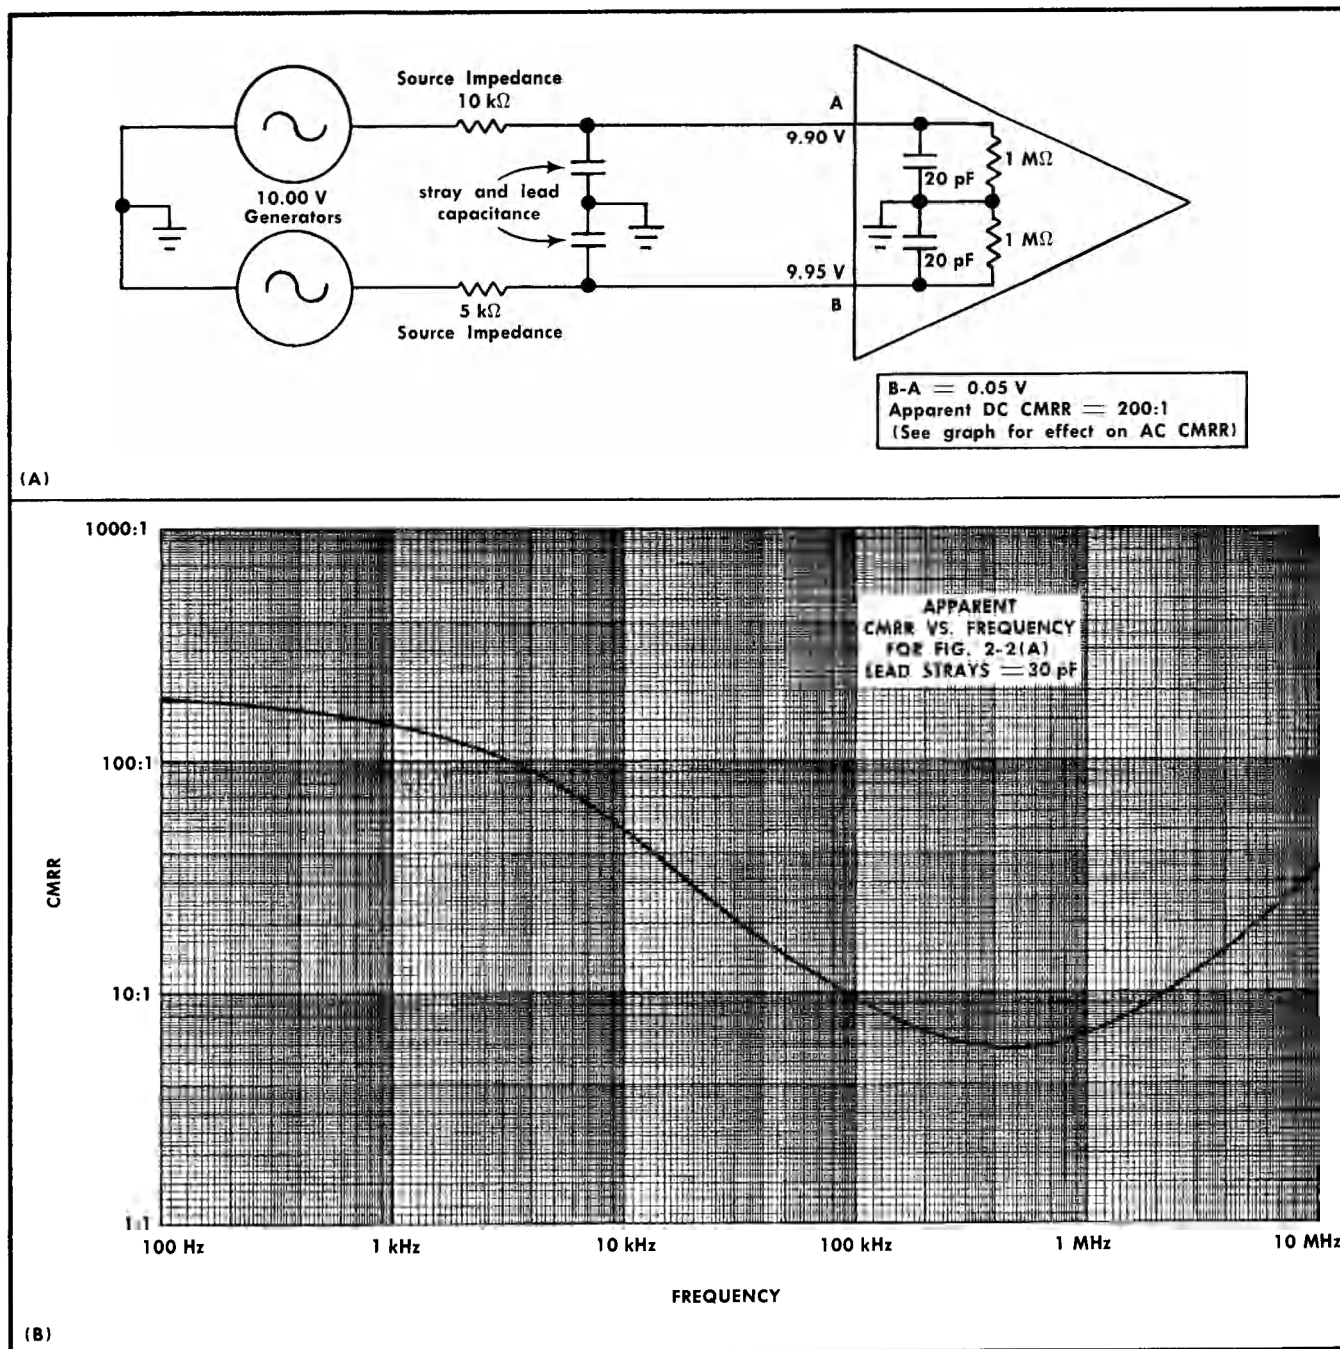 Source Impedance
10 kΩ
A
9.90 V
1 MΩ
20 pF
10.00 V
Generators
stray and lead
capacitance
1 MΩ
20 pF
9.95 V
B
5 kΩ
Source Impedance
B-A = 0.05 V
Apparent DC CMRR = 200:1
(See graph for effect on AC CMRR)
(A)
1000:1
APPARENT
CMRR VS. FREQUENCY
FOR FIG. 2-2(A)
LEAD STRAYS = 30 pF
100:1
CMRR
10:1
1:1
100 Hz
1 kHz
10 kHz
100 kHz
1 MHz
10 MHz
FREQUENCY
(B)